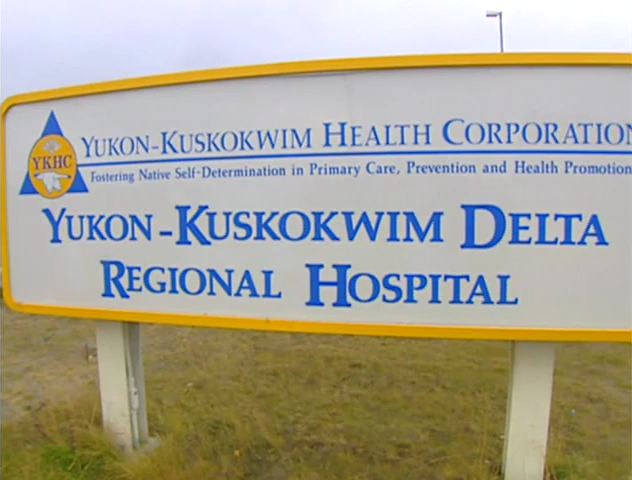 YKHC
YUKON-KUSKOKWIM HEALTH CORPORATION
Fostering Native Self-Determination in Primary Care, Prevention and Health Promotion
YUKON-KUSKOKWIM DELTA
REGIONAL HOSPITAL